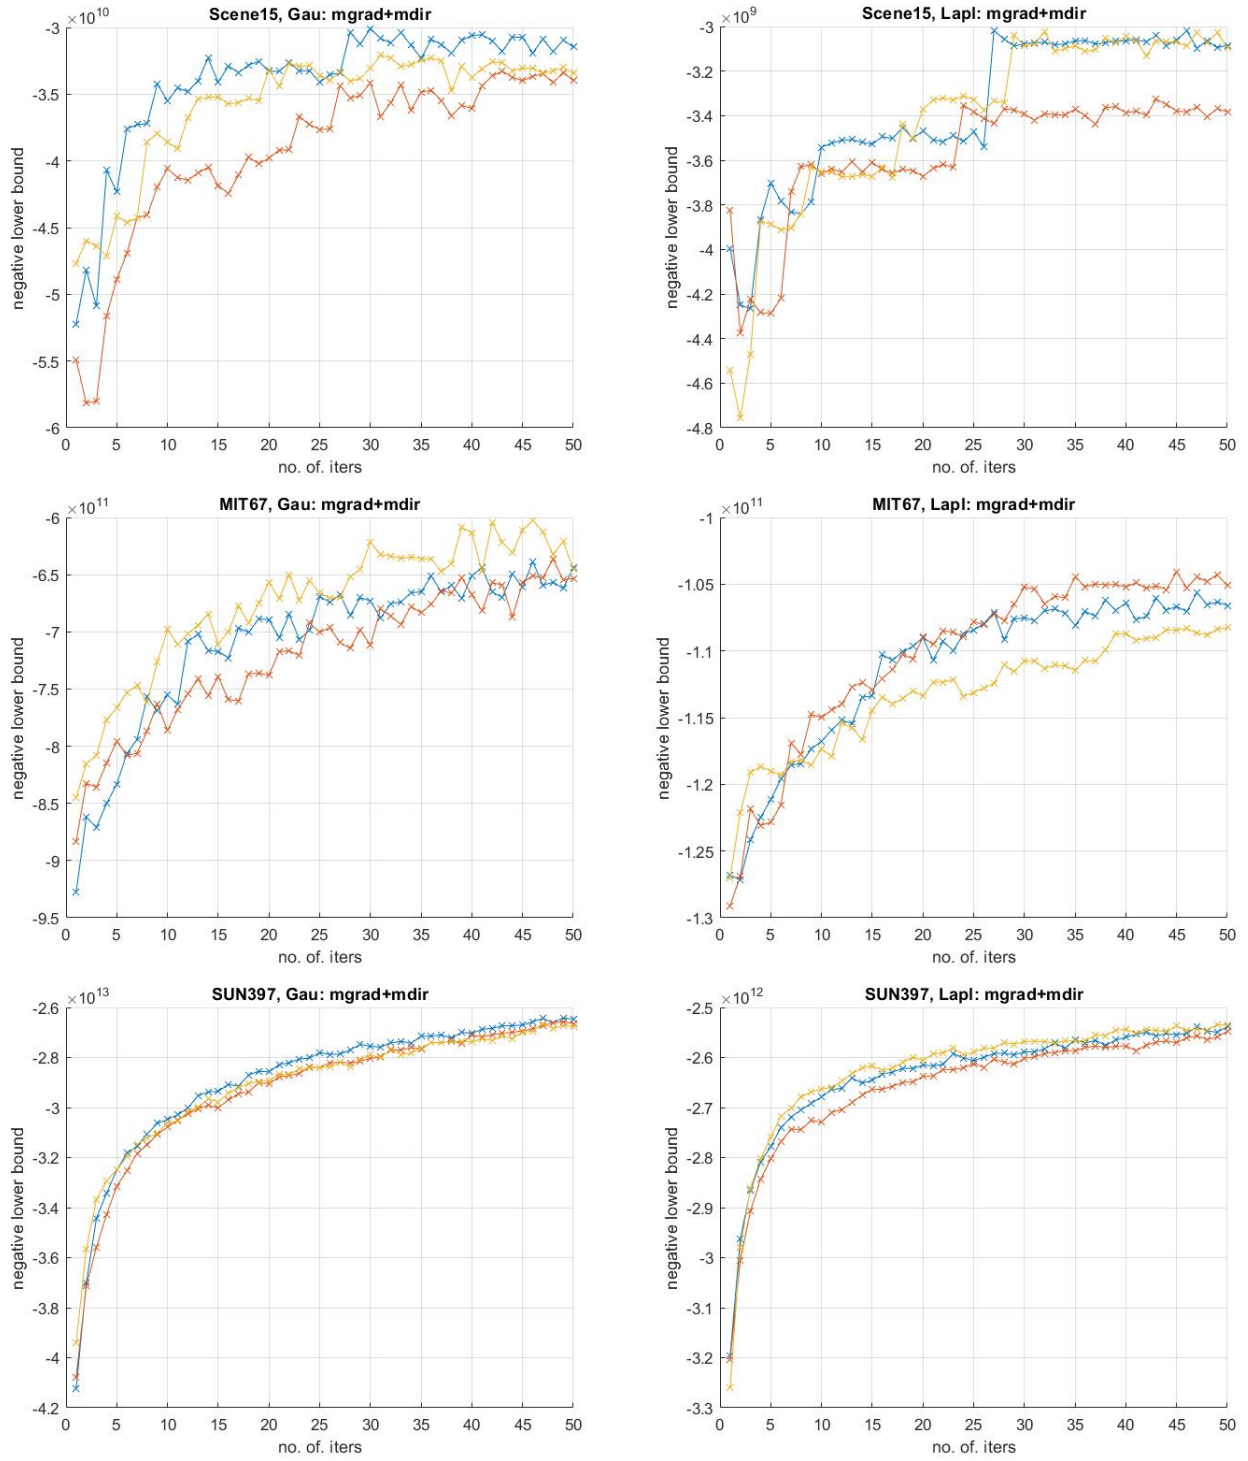 Scene15, Gau: mgrad+mdir
×10^10
-3
-3.5
-4
-4.5
-5
-5.5
-6
negative lower bound
0 5 10 15 20 25 30 35 40 45 50
no. of. iters
Scene15, Lapl: mgrad+mdir
×10^9
-3
-3.2
-3.4
-3.6
-3.8
-4
-4.2
-4.4
-4.6
-4.8
negative lower bound
0 5 10 15 20 25 30 35 40 45 50
no. of. iters
MIT67, Gau: mgrad+mdir
×10^11
-6
-6.5
-7
-7.5
-8
-8.5
-9
-9.5
negative lower bound
0 5 10 15 20 25 30 35 40 45 50
no. of. iters
MIT67, Lapl: mgrad+mdir
×10^11
-1
-1.05
-1.1
-1.15
-1.2
-1.25
-1.3
negative lower bound
0 5 10 15 20 25 30 35 40 45 50
no. of. iters
SUN397, Gau: mgrad+mdir
×10^13
-2.6
-2.8
-3
-3.2
-3.4
-3.6
-3.8
-4
-4.2
negative lower bound
0 5 10 15 20 25 30 35 40 45 50
no. of. iters
SUN397, Lapl: mgrad+mdir
×10^12
-2.5
-2.6
-2.7
-2.8
-2.9
-3
-3.1
-3.2
-3.3
negative lower bound
0 5 10 15 20 25 30 35 40 45 50
no. of. iters